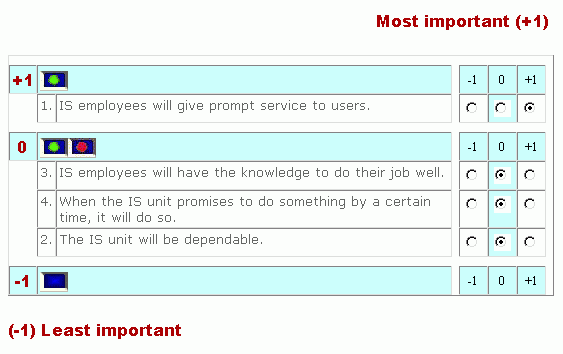 Most important (+1)
+1 -1 0 +1
1. IS employees will give prompt service to users.
0 -1 0 +1
3. IS employees will have the knowledge to do their job well.
4. When the IS unit promises to do something by a certain
time, it will do so.
2. The IS unit will be dependable.
-1 -1 0 +1
(-1) Least important